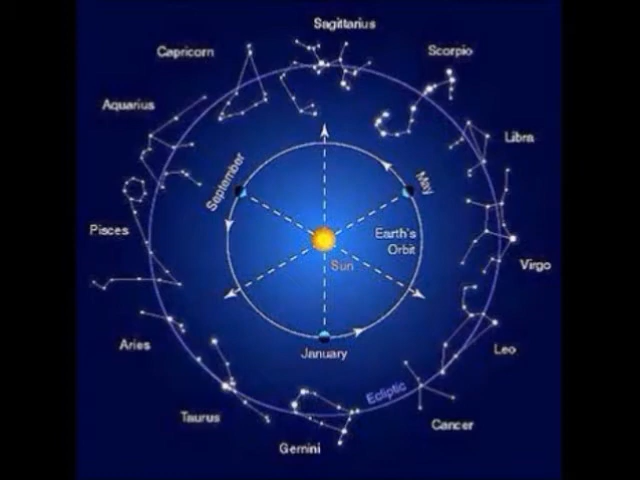 Sagittarius
Capricorn
Scorpio
Aquarius
Libra
September
May
Pisces
Earth's
Orbit
Sun
Virgo
Aries
January
Leo
Ecliptic
Taurus
Cancer
Gemini